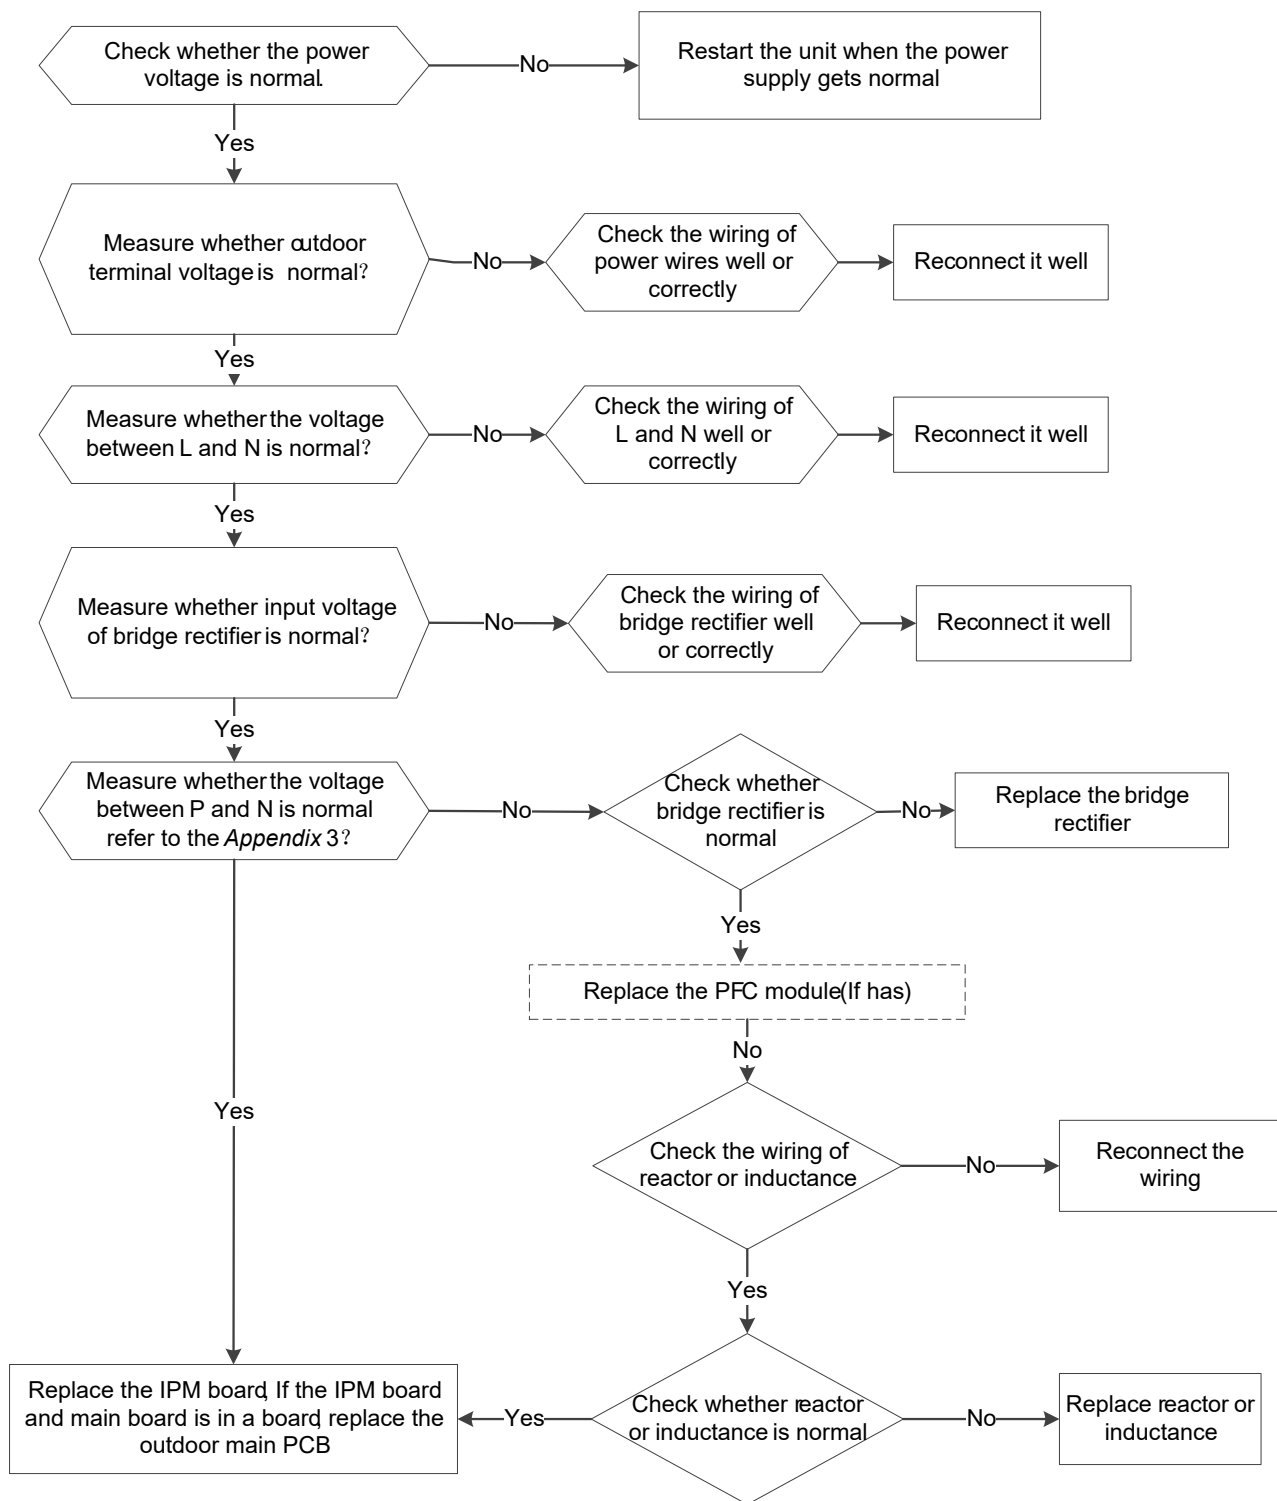 Check whether the power
voltage is normal.
No
Restart the unit when the power
supply gets normal
Yes
Measure whether outdoor
terminal voltage is normal?
No
Check the wiring of
power wires well or
correctly
Reconnect it well
Yes
Measure whether the voltage
between L and N is normal?
No
Check the wiring of
L and N well or
correctly
Reconnect it well
Yes
Measure whether input voltage
of bridge rectifier is normal?
No
Check the wiring of
bridge rectifier well
or correctly
Reconnect it well
Yes
Measure whether the voltage
between P and N is normal
refer to the Appendix 3?
No
Check whether
bridge rectifier is
normal
No
Replace the bridge
rectifier
Yes
Replace the PFC module(If has)
No
Yes
Check the wiring of
reactor or inductance
No
Reconnect the
wiring
Yes
Replace the IPM board, If the IPM board
and main board is in a board, replace the
outdoor main PCB
Yes
Check whether reactor
or inductance is normal
No
Replace reactor or
inductance